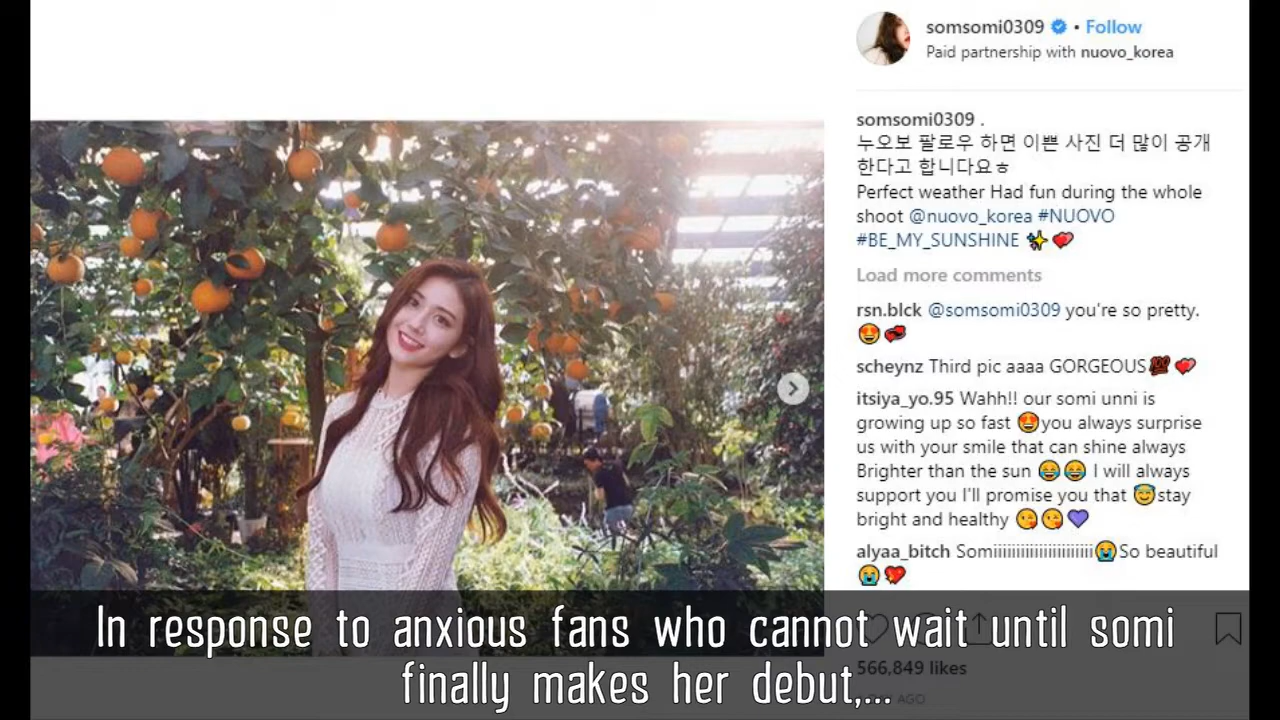 somsomi0309 • Follow
Paid partnership with nuovo_korea
somsomi0309 .
누오보 팔로우 하면 이쁜 사진 더 많이 공개
한다고 합니다요ㅎ
Perfect weather Had fun during the whole
shoot @nuovo_korea #NUOVO
#BE_MY_SUNSHINE ✨💕
Load more comments
rsn.blck @somsomi0309 you're so pretty.
😍💞
scheynz Third pic aaaa GORGEOUS💯💕
itsiya_yo.95 Wahh!! our somi unni is
growing up so fast 😍you always surprise
us with your smile that can shine always
Brighter than the sun 😂😂 I will always
support you I'll promise you that 😇stay
bright and healthy 😘😘💜
alyaa_bitch Somiiiiiiiiiiiiiiiiiiiiiii😭So beautiful
😭💖
In response to anxious fans who cannot wait until somi
566,849 likes
finally makes her debut,...
AGO